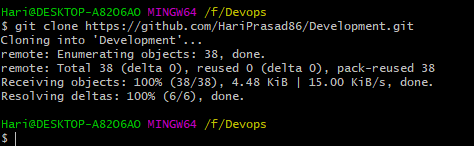 Hari@DESKTOP-A82O6AO MINGW64 /f/Devops
$ git clone https://github.com/HariPrasad86/Development.git
Cloning into 'Development'...
remote: Enumerating objects: 38, done.
remote: Total 38 (delta 0), reused 0 (delta 0), pack-reused 38
Receiving objects: 100% (38/38), 4.48 KiB | 15.00 KiB/s, done.
Resolving deltas: 100% (6/6), done.
Hari@DESKTOP-A82O6AO MINGW64 /f/Devops
$